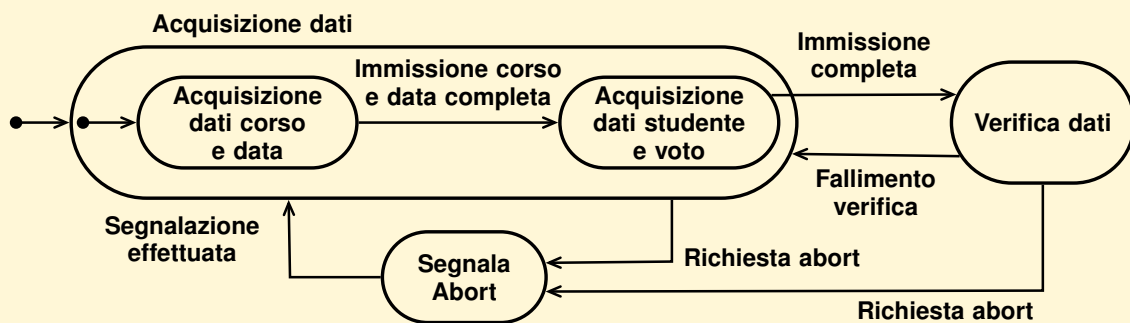 Acquisizione dati
Immissione
completa
Immissione corso
e data completa
Acquisizione
dati corso
e data
Acquisizione
dati studente
e voto
Verifica dati
Fallimento
verifica
Segnalazione
effettuata
Segnala
Abort
Richiesta abort
Richiesta abort